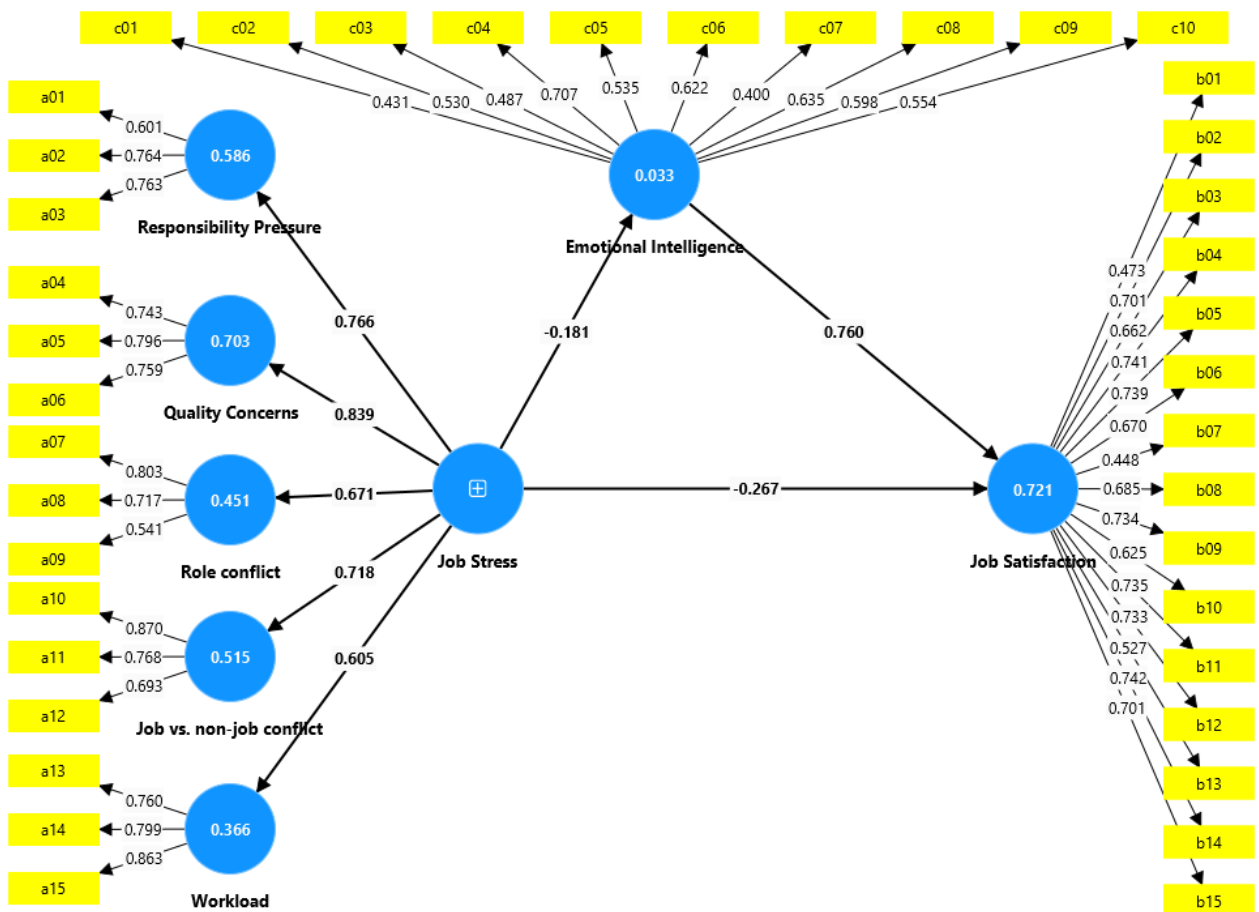 c01
c02
c03
c04
c05
c06
c07
c08
c09
c10
0.431
0.530
0.487
0.707
0.535
0.622
0.400
0.635
0.598
0.554
0.033
Emotional Intelligence
a01
a02
a03
0.601
0.764
0.763
0.586
Responsibility Pressure
a04
a05
a06
0.743
0.796
0.759
0.703
Quality Concerns
a07
a08
a09
0.803
0.717
0.541
0.451
Role conflict
a10
a11
a12
0.870
0.768
0.693
0.515
Job vs. non-job conflict
a13
a14
a15
0.760
0.799
0.863
0.366
Workload
0.766
0.839
0.671
0.718
0.605
Job Stress
-0.181
0.760
-0.267
0.721
Job Satisfaction
0.473
0.701
0.662
0.741
0.739
0.670
0.448
0.685
0.734
0.625
0.735
0.733
0.527
0.742
0.701
b01
b02
b03
b04
b05
b06
b07
b08
b09
b10
b11
b12
b13
b14
b15